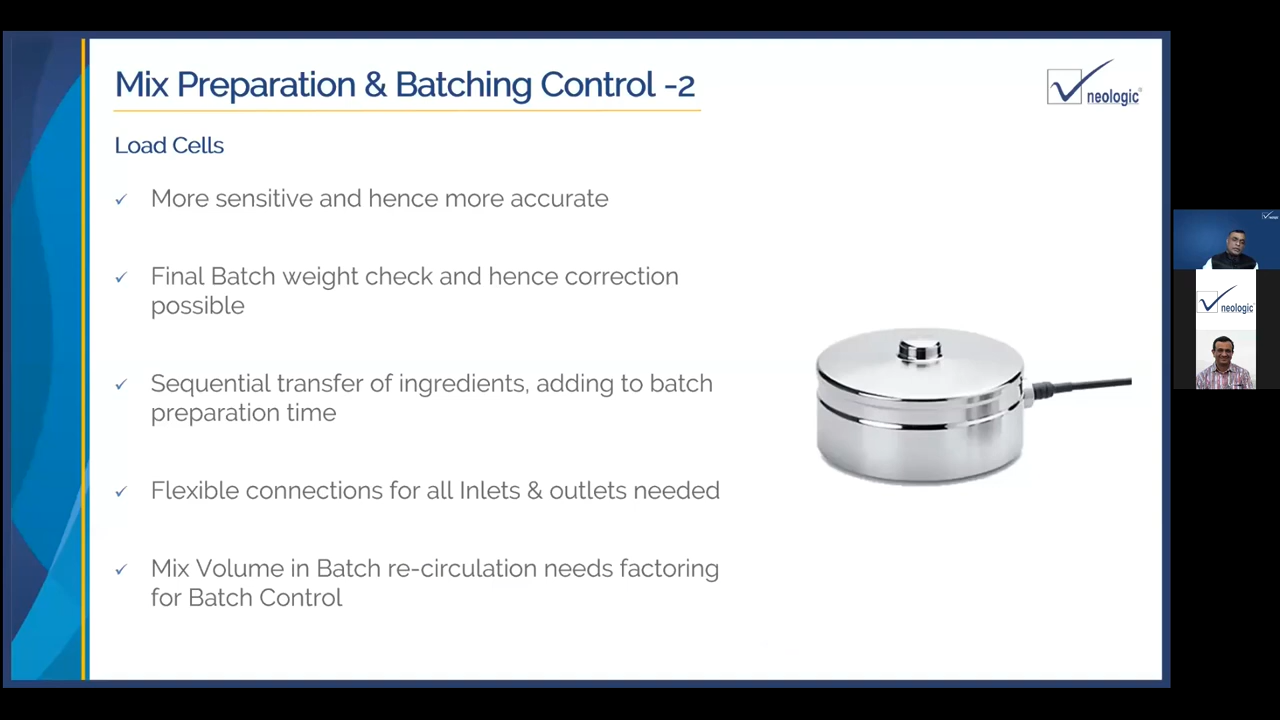 Mix Preparation & Batching Control -2
neologic
Load Cells
More sensitive and hence more accurate
Final Batch weight check and hence correction
possible
Sequential transfer of ingredients, adding to batch
preparation time
Flexible connections for all Inlets & outlets needed
Mix Volume in Batch re-circulation needs factoring
for Batch Control
neologic